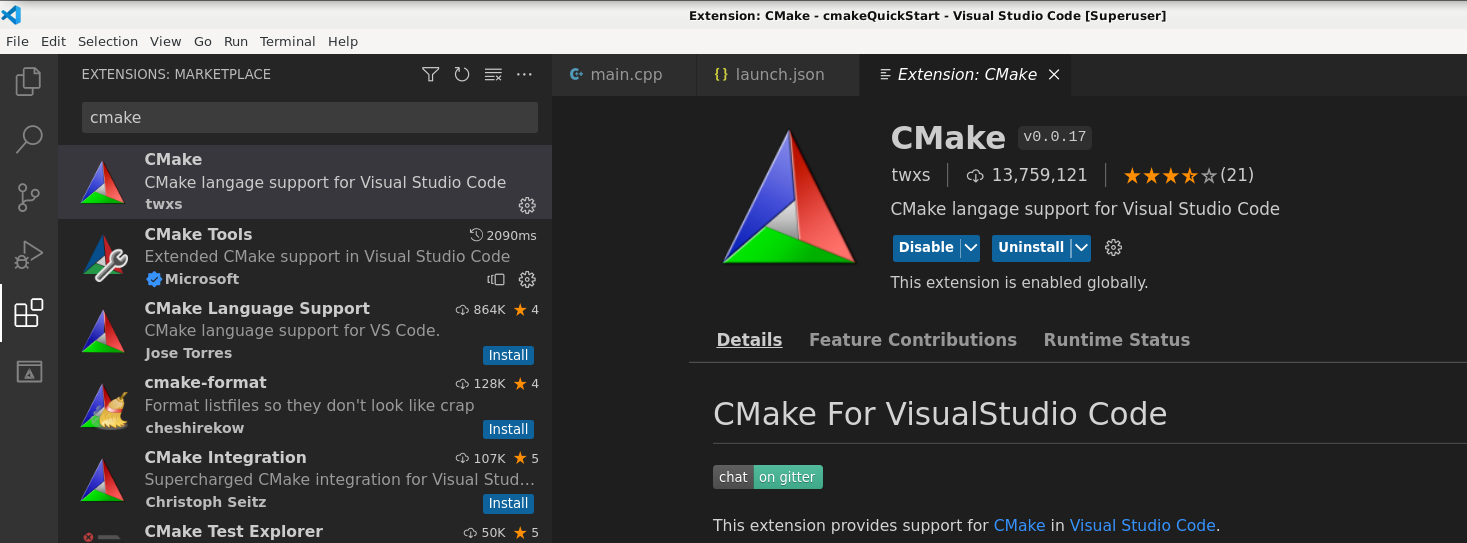 Extension: CMake - cmakeQuickStart - Visual Studio Code [Superuser]
File Edit Selection View Go Run Terminal Help
EXTENSIONS: MARKETPLACE
cmake
CMake
CMake langage support for Visual Studio Code
twxs
CMake Tools 2090ms
Extended CMake support in Visual Studio Code
Microsoft
CMake Language Support 864K ★ 4
CMake language support for VS Code.
Jose Torres Install
cmake-format 128K ★ 4
Format listfiles so they don't look like crap
cheshirekow Install
CMake Integration 107K ★ 5
Supercharged CMake integration for Visual Stud...
Christoph Seitz Install
CMake Test Explorer 50K ★ 5
main.cpp {} launch.json Extension: CMake
CMake v0.0.17
twxs 13,759,121 (21)
CMake langage support for Visual Studio Code
Disable Uninstall
This extension is enabled globally.
Details Feature Contributions Runtime Status
CMake For VisualStudio Code
chat on gitter
This extension provides support for CMake in Visual Studio Code.